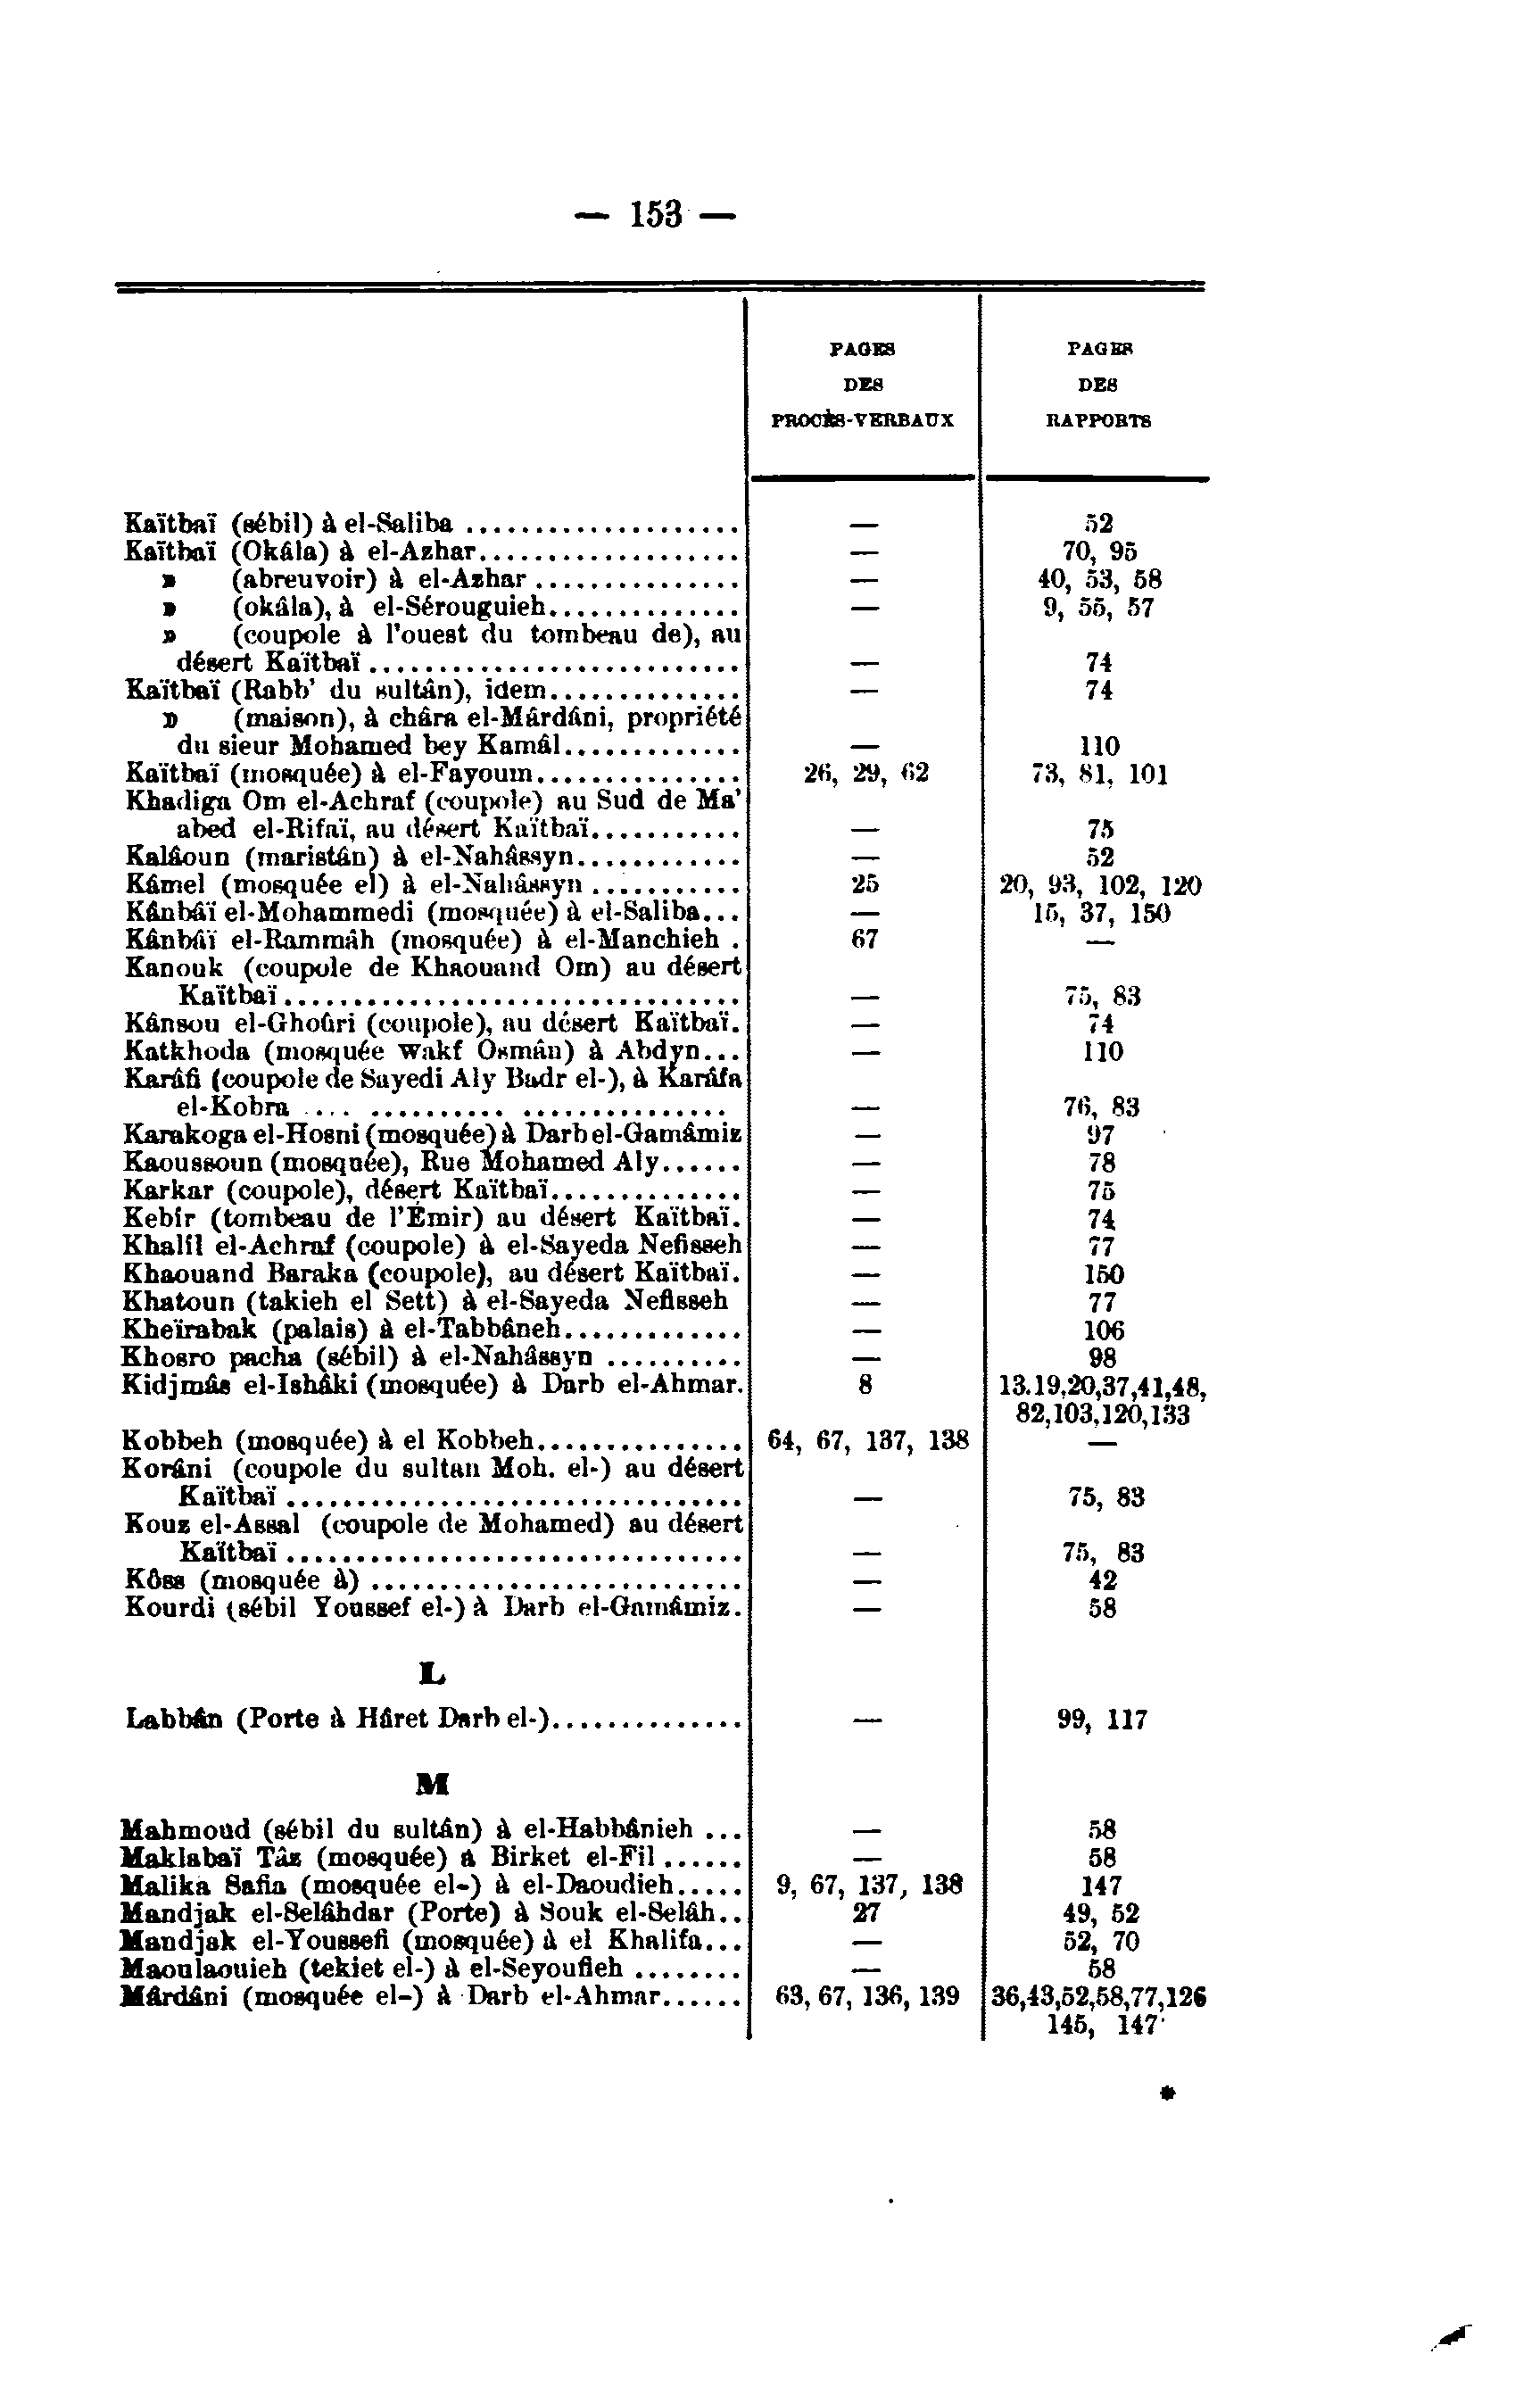 — 153 —
PAGES DES PROCÈS-VERBAUX PAGES DES RAPPORTS
Kaïtbaï (sébil) à el-Saliba .................... — 52
Kaïtbaï (Okâla) à el-Azhar................... — 70, 95
» (abreuvoir) à el-Azhar ............... — 40, 53, 58
» (okâla), à el-Sérouguieh.............. — 9, 55, 57
» (coupole à l'ouest du tombeau de), au
désert Kaïtbaï ........................... — 74
Kaïtbaï (Rabb' du sultân), idem.............. — 74
» (maison), à châra el-Mârdâni, propriété
du sieur Mohamed bey Kamâl............. — 110
Kaïtbaï (mosquée) à el-Fayoum............... 26, 29, 62 73, 81, 101
Khadiga Om el-Achraf (coupole) au Sud de Ma'
abed el-Rifaï, au désert Kaïtbaï........... — 75
Kalâoun (maristân) à el-Nahâssyn............ — 52
Kâmel (mosquée el) à el-Nahâssyn ........... 25 20, 93, 102, 120
Kânbâï el-Mohammedi (mosquée) à el-Saliba... — 15, 37, 150
Kânbâï el-Rammâh (mosquée) à el-Manchieh . 67 —
Kanouk (coupole de Khaouand Om) au désert
Kaïtbaï................................. — 75, 83
Kânsou el-Ghoûri (coupole), au désert Kaïtbaï. — 74
Katkhoda (mosquée wakf Osmân) à Abdyn... — 110
Karâfi (coupole de Sayedi Aly Badr el-), à Karâfa
el-Kobra ... .......... ............... — 76, 83
Karakoga el-Hosni (mosquée) à Darb el-Gamâmiz — 97
Kaoussoun (mosquée), Rue Mohamed Aly...... — 78
Karkar (coupole), désert Kaïtbaï.............. — 75
Kebîr (tombeau de l'Émir) au désert Kaïtbaï. — 74
Khalîl el-Achraf (coupole) à el-Sayeda Nefisseh — 77
Khaouand Baraka (coupole), au désert Kaïtbaï. — 150
Khatoun (takieh el Sett) à el-Sayeda Nefisseh — 77
Kheïrabak (palais) à el-Tabbâneh............. — 106
Khosro pacha (sébil) à el-Nahâssyn .......... — 98
Kidjmâs el-Ishâki (mosquée) à Darb el-Ahmar. 8 13.19,20,37,41,48,
82,103,120,133
Kobbeh (mosquée) à el Kobbeh............... 64, 67, 137, 138 —
Korâni (coupole du sultan Moh. el-) au désert
Kaïtbaï ................................. — 75, 83
Kouz el-Assal (coupole de Mohamed) au désert
Kaïtbaï ................................. — 75, 83
Kôss (mosquée à) ........................... — 42
Kourdi (sébil Youssef el-) à Darb el-Gamâmiz. — 58
L
Labbân (Porte à Hâret Darb el-).............. — 99, 117
M
Mahmoud (sébil du sultân) à el-Habbânieh ... — 58
Maklabaï Tâz (mosquée) à Birket el-Fil ...... — 58
Malika Safia (mosquée el-) à el-Daoudieh..... 9, 67, 137, 138 147
Mandjak el-Selâhdar (Porte) à Souk el-Selâh.. 27 49, 52
Mandjak el-Youssefi (mosquée) à el Khalifa... — 52, 70
Maoulaouieh (tekiet el-) à el-Seyoufieh ........ — 58
Mârdâni (mosquée el-) à Darb el-Ahmar...... 63, 67, 136, 139 36,43,52,58,77,126
145, 147
*